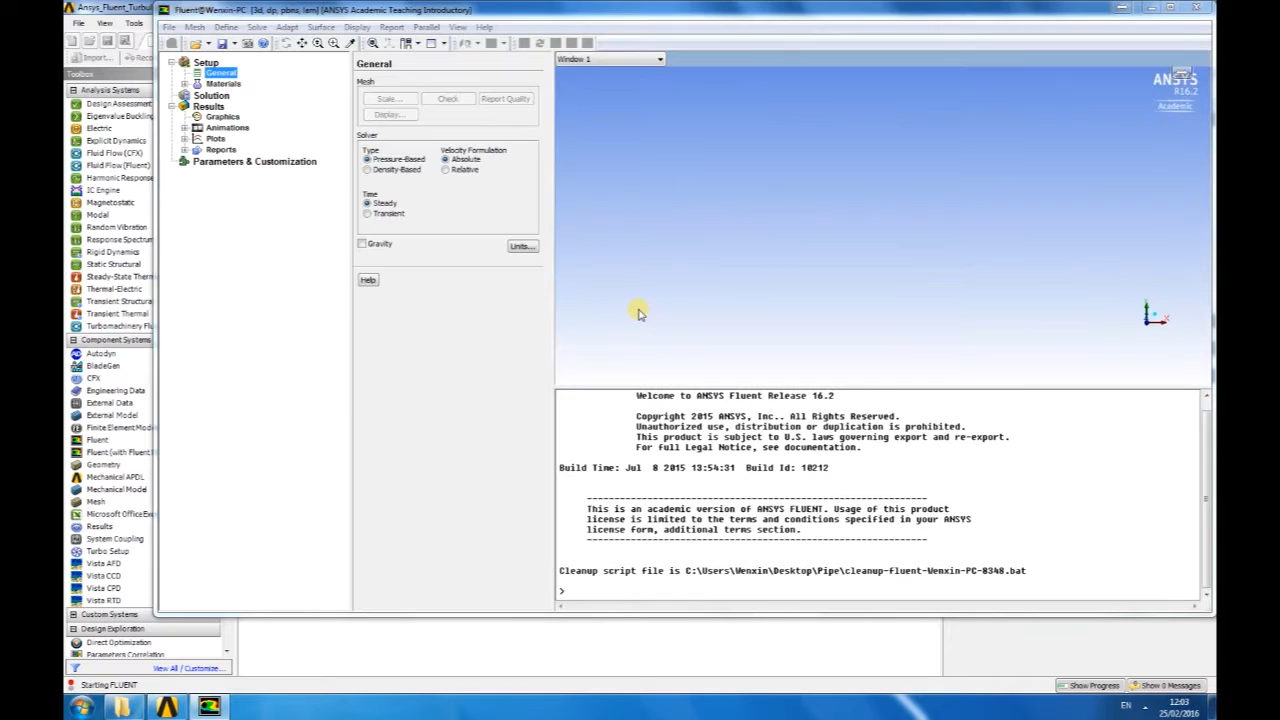 Ansys_Fluent_Turbul
Fluent@Wenxin-PC [3d, dp, pbns, lam] [ANSYS Academic Teaching Introductory]
File View Tools
File Mesh Define Solve Adapt Surface Display Report Parallel View Help
Import...
Toolbox
Analysis Systems
Design Assessment
Eigenvalue Buckling
Electric
Explicit Dynamics
Fluid Flow (CFX)
Fluid Flow (Fluent)
Harmonic Response
IC Engine
Magnetostatic
Modal
Random Vibration
Response Spectrum
Rigid Dynamics
Static Structural
Steady-State Therm
Thermal-Electric
Transient Structura
Transient Thermal
Turbomachinery Flu
Component Systems
Autodyn
BladeGen
CFX
Engineering Data
External Data
External Model
Finite Element Mode
Fluent
Fluent (with Fluent
Geometry
Mechanical APDL
Mechanical Model
Mesh
Microsoft Office Exc
Results
System Coupling
Turbo Setup
Vista AFD
Vista CCD
Vista CPD
Vista RTD
Custom Systems
Design Exploration
Direct Optimization
Parameters Correlation
View All / Customize...
Starting FLUENT
Setup
General
Materials
Solution
Results
Graphics
Animations
Plots
Reports
Parameters & Customization
General
Mesh
Scale... Check Report Quality
Display...
Solver
Type Velocity Formulation
Pressure-Based Absolute
Density-Based Relative
Time
Steady
Transient
Gravity Units...
Help
Window 1
ANSYS
R16.2
Academic
Welcome to ANSYS Fluent Release 16.2
Copyright 2015 ANSYS, Inc.. All Rights Reserved.
Unauthorized use, distribution or duplication is prohibited.
This product is subject to U.S. laws governing export and re-export.
For full Legal Notice, see documentation.
Build Time: Jul 8 2015 13:54:31 Build Id: 10212
-------------------------------------------------------------
This is an academic version of ANSYS FLUENT. Usage of this product
license is limited to the terms and conditions specified in your ANSYS
license form, additional terms section.
-------------------------------------------------------------
Cleanup script file is C:\Users\Wenxin\Desktop\Pipe\cleanup-fluent-Wenxin-PC-8348.bat
>
Show Progress Show 0 Messages
EN 12:03
25/02/2016